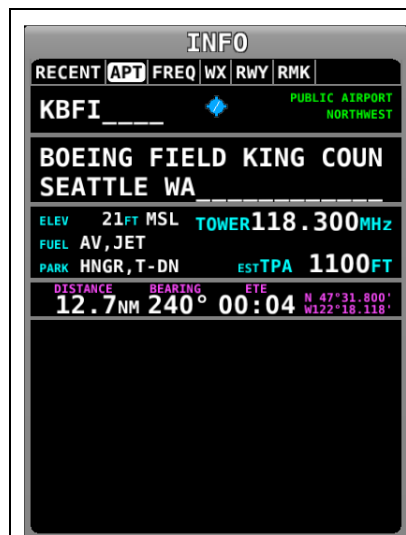 INFO
RECENT APT FREQ WX RWY RMK
KBFI____ PUBLIC AIRPORT
NORTHWEST
BOEING FIELD KING COUN
SEATTLE WA____________
ELEV 21FT MSL TOWER118.300MHz
FUEL AV,JET
PARK HNGR,T-DN ESTTPA 1100FT
DISTANCE BEARING ETE
12.7NM 240° 00:04 N 47°31.800'
W122°18.118'